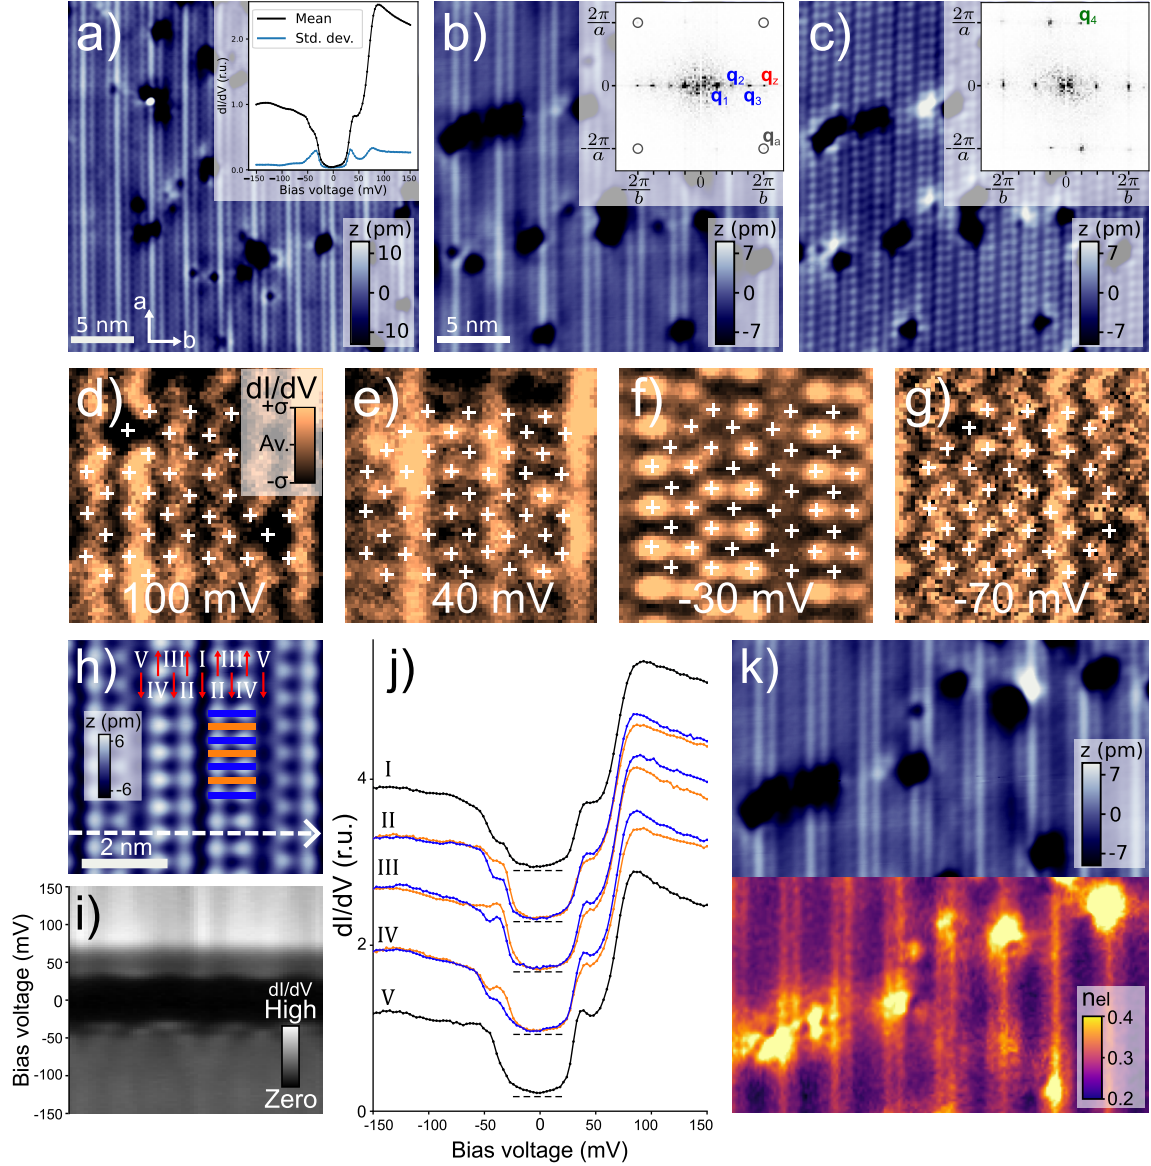 a)
dI/dV (r.u.)
2.0
1.0
0.0
Mean
Std. dev.
-150 -100 -50 0 50 100 150
Bias voltage (mV)
z (pm)
10
0
-10
a
b
5 nm
b)
2π/a
0
-2π/a
-2π/b 0 2π/b
q1
q2
q3
qz
qa
z (pm)
7
0
-7
5 nm
c)
2π/a
0
-2π/a
-2π/b 0 2π/b
q4
z (pm)
7
0
-7
d)
dI/dV
+σ
Av.
-σ
100 mV
e)
40 mV
f)
-30 mV
g)
-70 mV
h)
V III I III V
IV II II IV
z (pm)
6
-6
2 nm
i)
Bias voltage (mV)
150
100
50
0
-50
-100
-150
dI/dV
High
Zero
j)
dI/dV (r.u.)
4
2
0
I
II
III
IV
V
-150 -100 -50 0 50 100 150
Bias voltage (mV)
k)
z (pm)
7
0
-7
nel
0.4
0.3
0.2